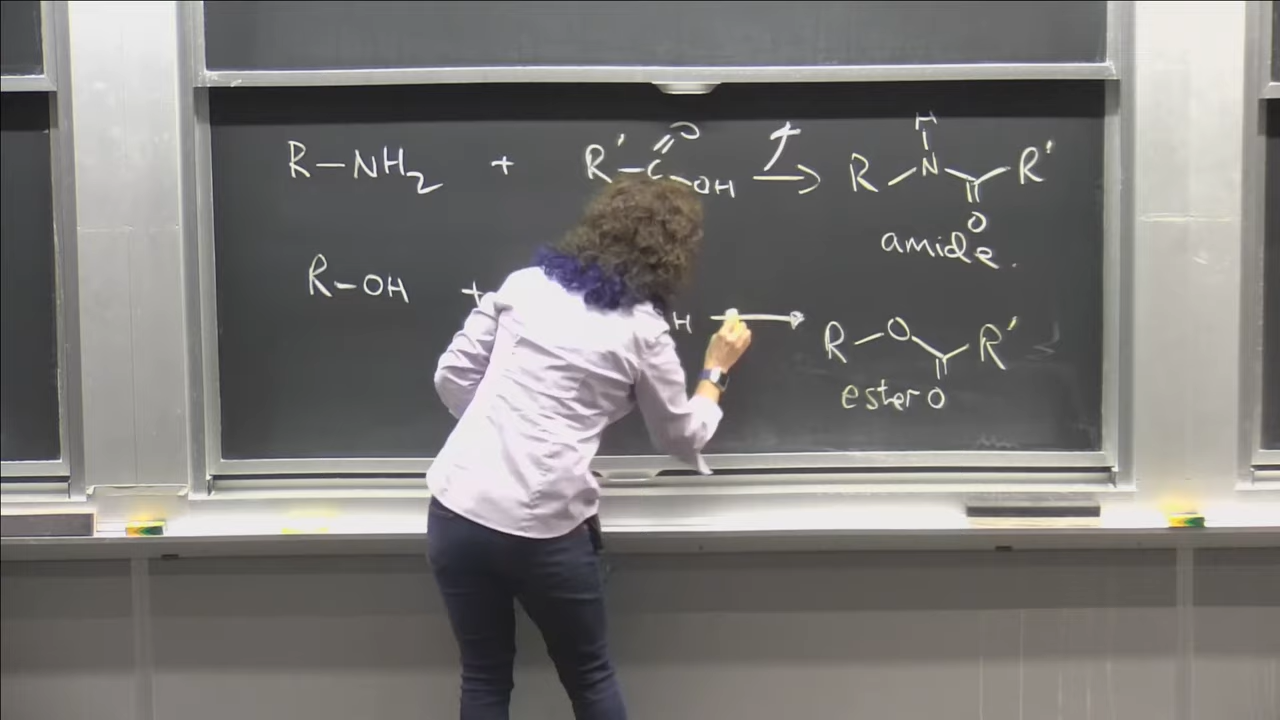 R-NH2 + R'-C=O-OH → R-N-H-C=O-R'
amide.
R-OH + H → R-O-C=O-R'
ester